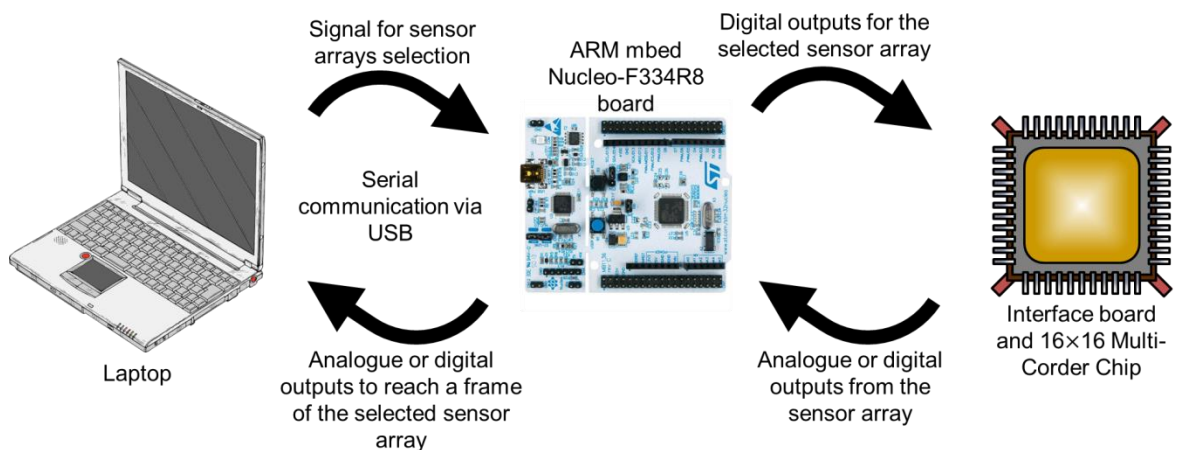 Signal for sensor
arrays selection
ARM mbed
Nucleo-F334R8
board
Digital outputs for the
selected sensor array
Serial
communication via
USB
Laptop
Analogue or digital
outputs to reach a frame
of the selected sensor
array
Analogue or digital
outputs from the
sensor array
Interface board
and 16×16 Multi-
Corder Chip